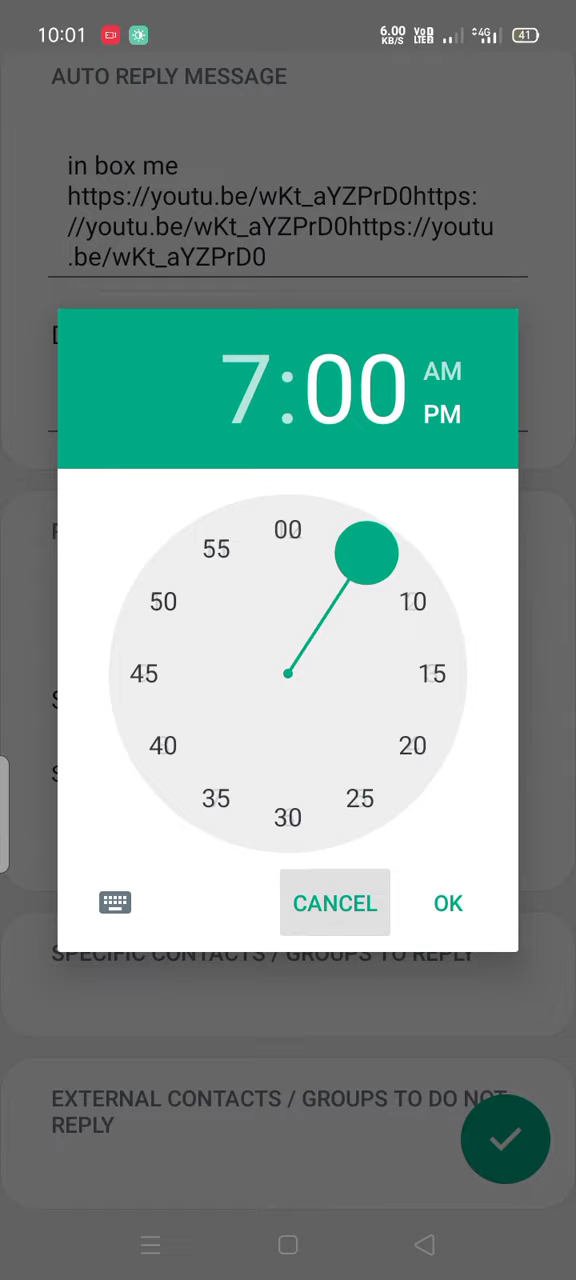 10:01
6.00 KB/S VoD LTE2 4G 41
AUTO REPLY MESSAGE
in box me
https://youtu.be/wKt_aYZPrD0https:
//youtu.be/wKt_aYZPrD0https://youtu
.be/wKt_aYZPrD0
7:00
AM
PM
00
55
50
10
45
15
40
20
35
25
30
CANCEL
OK
SPECIFIC CONTACTS / GROUPS TO REPLY
EXTERNAL CONTACTS / GROUPS TO DO NOT
REPLY